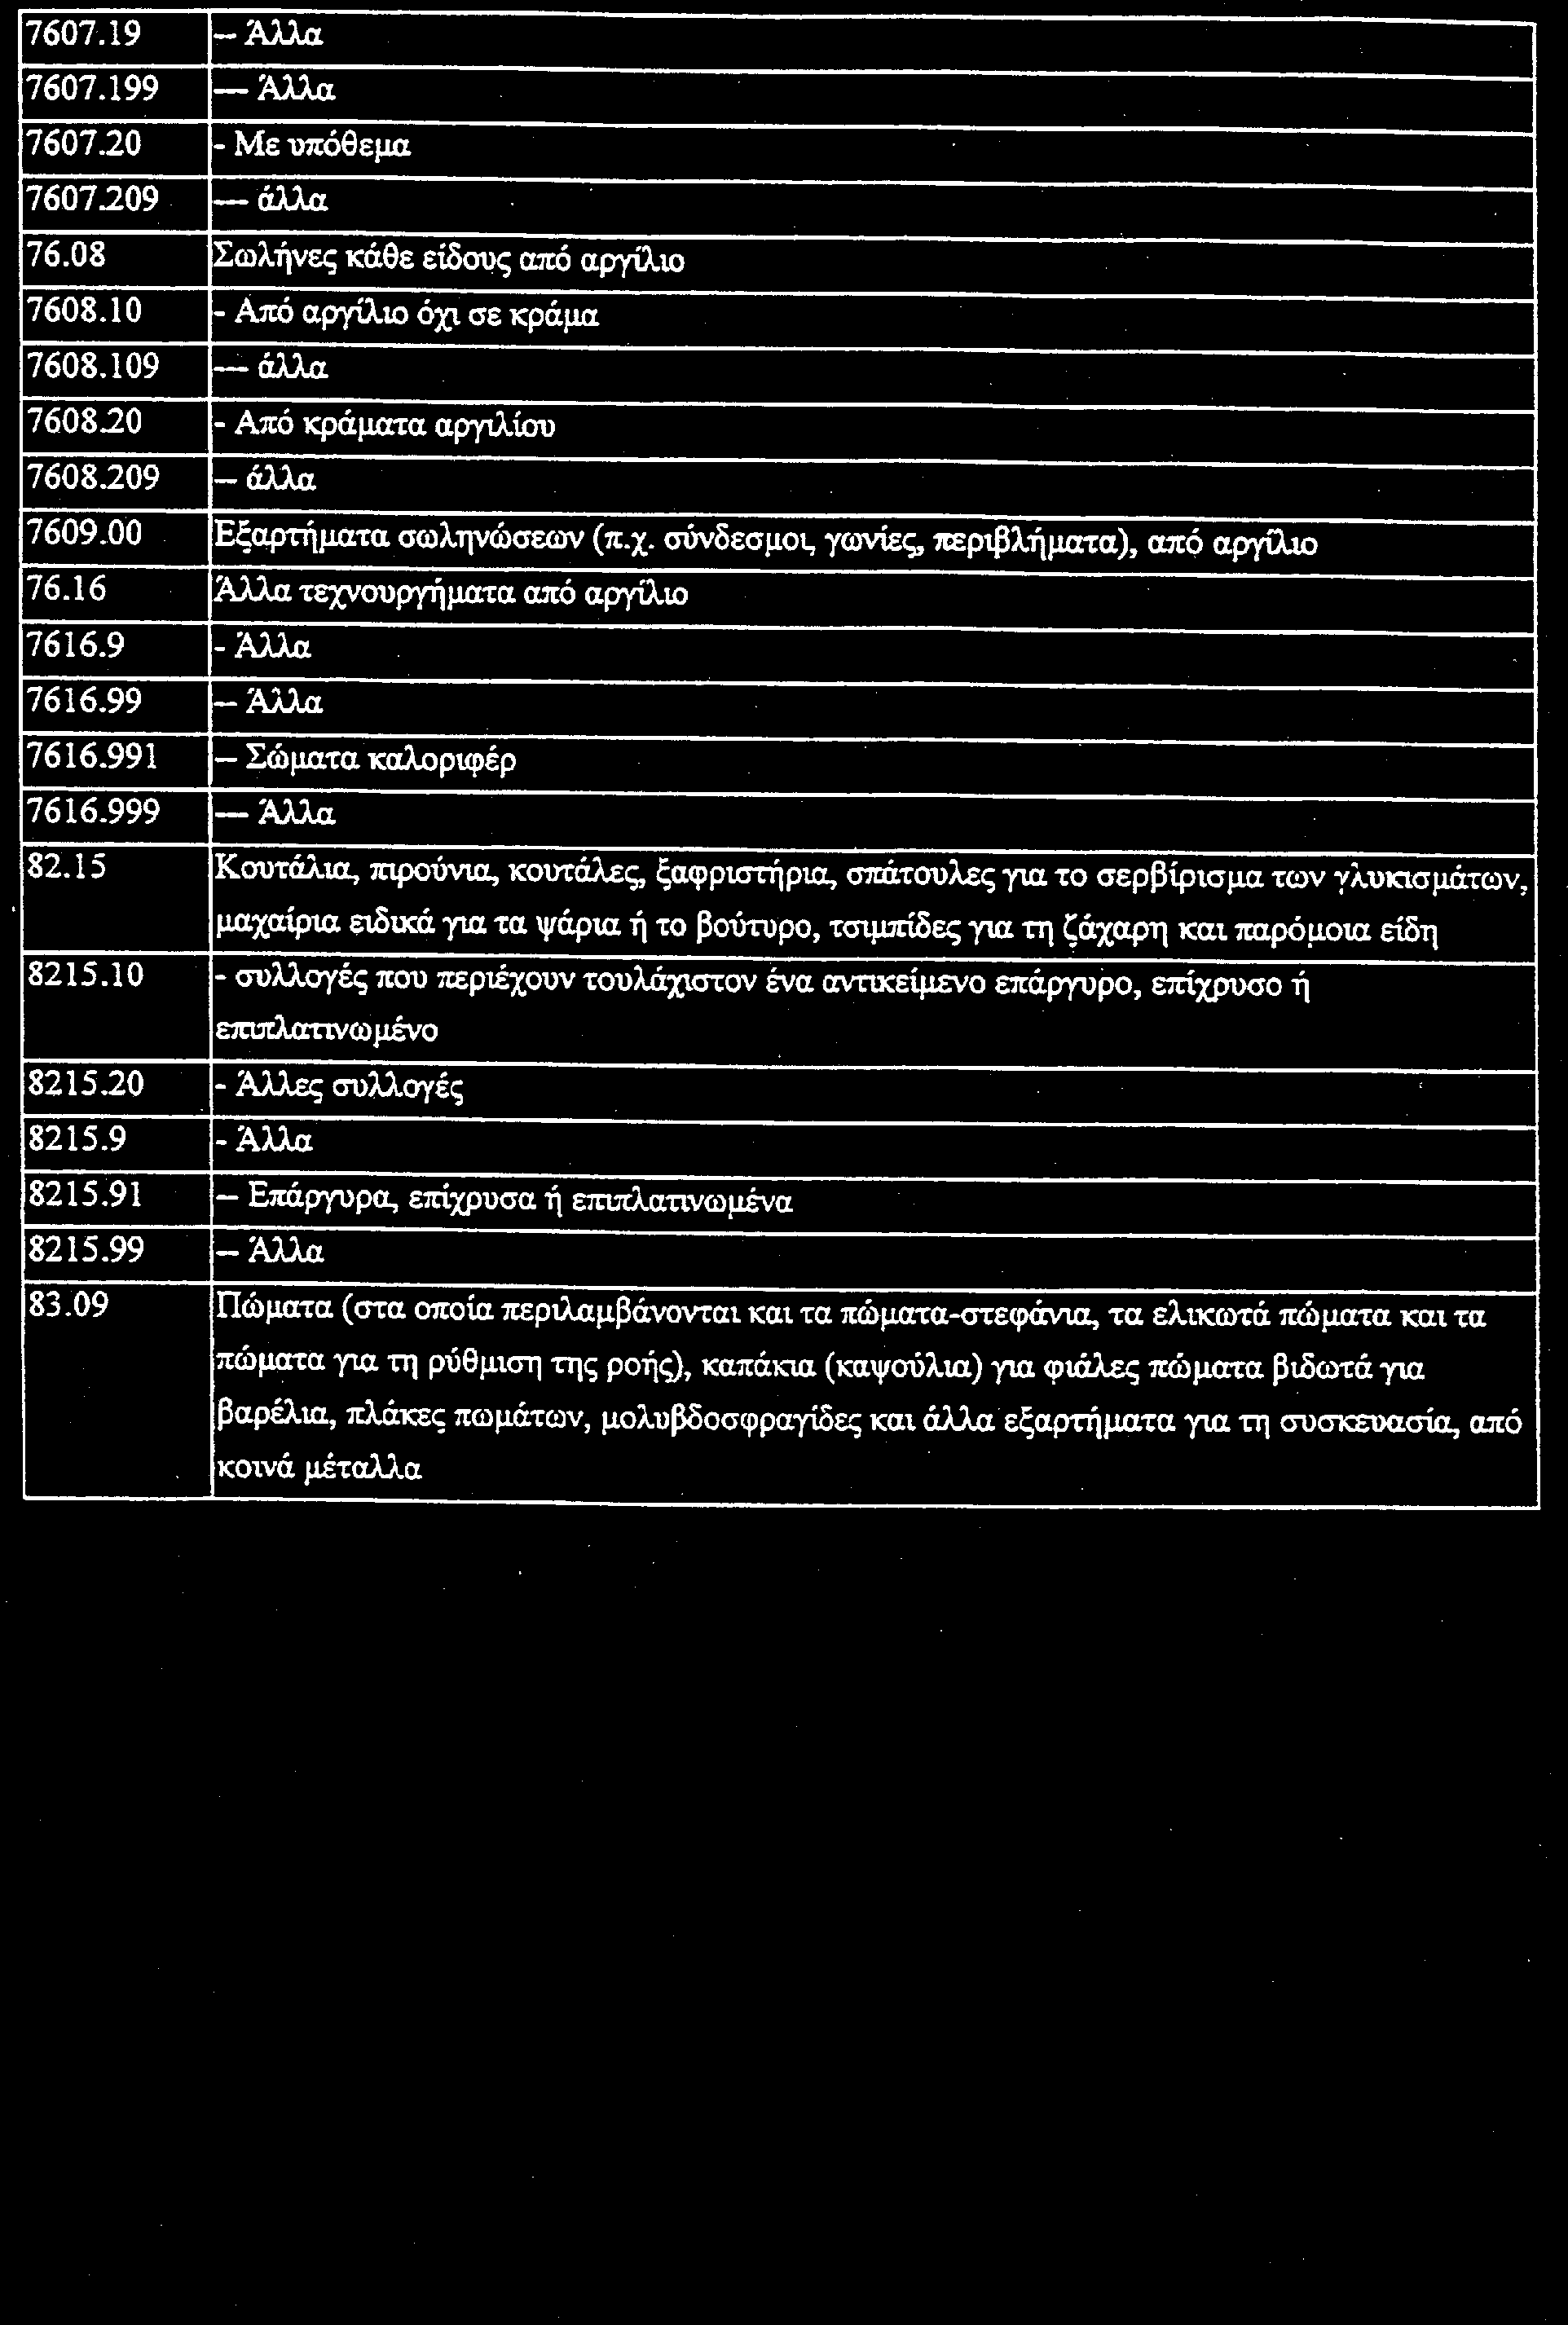 7607.19 – Άλλα
7607.199 — Άλλα
7607.20 - Με υπόθεμα
7607.209 — άλλα
76.08 Σωλήνες κάθε είδους από αργίλιο
7608.10 - Από αργίλιο όχι σε κράμα
7608.109 — άλλα
7608.20 - Από κράματα αργιλίου
7608.209 – άλλα
7609.00 Εξαρτήματα σωληνώσεων (π.χ. σύνδεσμοι, γωνίες, περιβλήματα), από αργίλιο
76.16 Άλλα τεχνουργήματα από αργίλιο
7616.9 - Άλλα
7616.99 – Άλλα
7616.991 – Σώματα καλοριφέρ
7616.999 — Άλλα
82.15 Κουτάλια, πιρούνια, κουτάλες, ξαφριστήρια, σπάτουλες για το σερβίρισμα των γλυκισμάτων,
μαχαίρια ειδικά για τα ψάρια ή το βούτυρο, τσιμπίδες για τη ζάχαρη και παρόμοια είδη
8215.10 - συλλογές που περιέχουν τουλάχιστον ένα αντικείμενο επάργυρο, επίχρυσο ή
επιπλατινωμένο
8215.20 - Άλλες συλλογές
8215.9 - Άλλα
8215.91 – Επάργυρα, επίχρυσα ή επιπλατινωμένα
8215.99 – Άλλα
83.09 Πώματα (στα οποία περιλαμβάνονται και τα πώματα-στεφάνια, τα ελικωτά πώματα και τα
πώματα για τη ρύθμιση της ροής), καπάκια (καψούλια) για φιάλες πώματα βιδωτά για
βαρέλια, πλάκες πωμάτων, μολυβδοσφραγίδες και άλλα εξαρτήματα για τη συσκευασία, από
κοινά μέταλλα